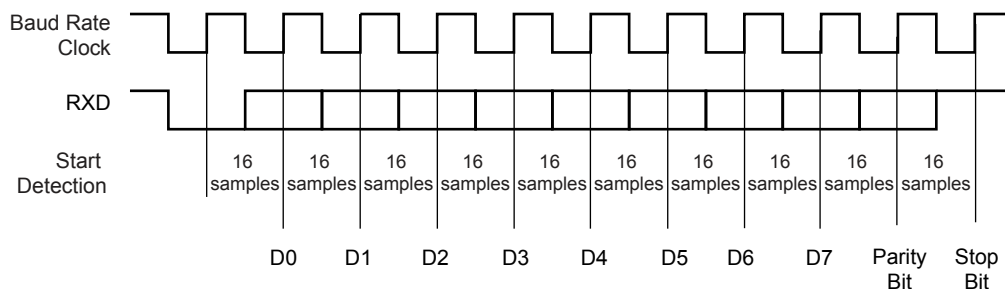 Baud Rate
Clock
RXD
Start
Detection
16 16 16 16 16 16 16 16 16 16
samples samples samples samples samples samples samples samples samples samples
D0 D1 D2 D3 D4 D5 D6 D7 Parity Stop
Bit Bit